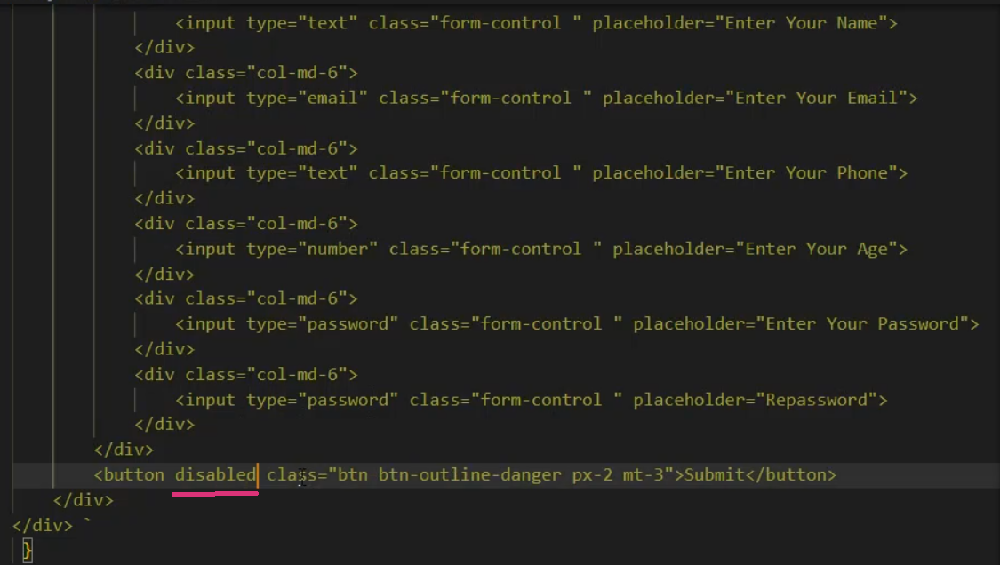 <input type="text" class="form-control " placeholder="Enter Your Name">
</div>
<div class="col-md-6">
<input type="email" class="form-control " placeholder="Enter Your Email">
</div>
<div class="col-md-6">
<input type="text" class="form-control " placeholder="Enter Your Phone">
</div>
<div class="col-md-6">
<input type="number" class="form-control " placeholder="Enter Your Age">
</div>
<div class="col-md-6">
<input type="password" class="form-control " placeholder="Enter Your Password">
</div>
<div class="col-md-6">
<input type="password" class="form-control " placeholder="Repassword">
</div>
</div>
<button disabled class="btn btn-outline-danger px-2 mt-3">Submit</button>
</div>
</div> `
}